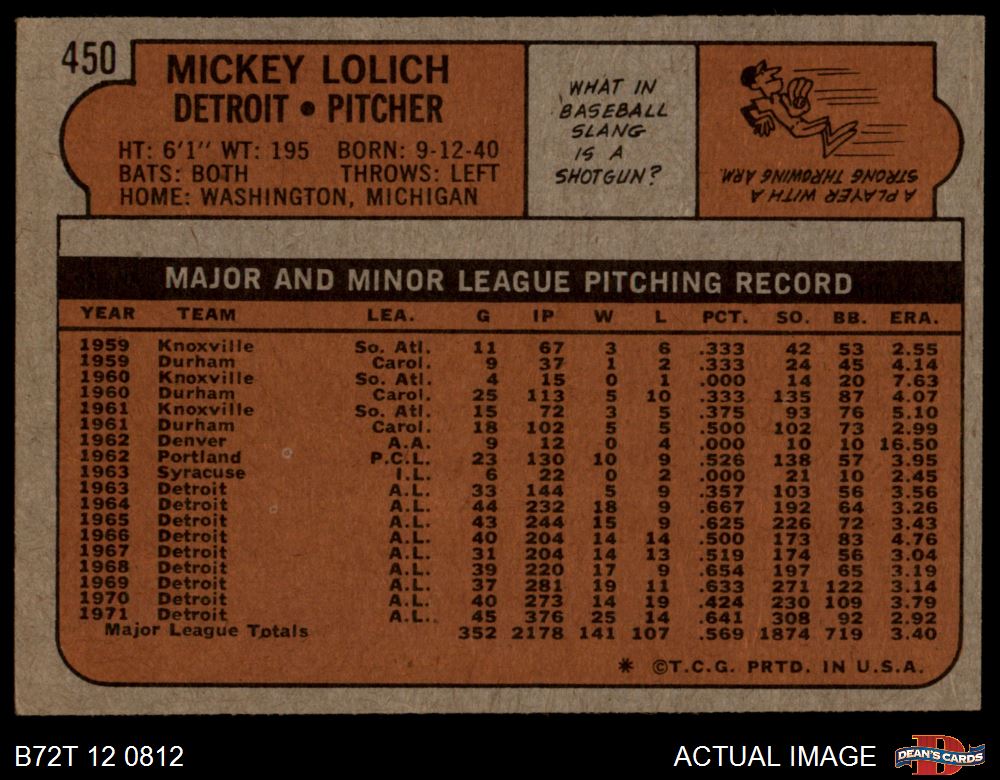 450
MICKEY LOLICH
DETROIT • PITCHER
HT: 6'1" WT: 195 BORN: 9-12-40
BATS: BOTH THROWS: LEFT
HOME: WASHINGTON, MICHIGAN
WHAT IN
BASEBALL
SLANG
IS A
SHOTGUN?
A PLAYER WITH A
STRONG THROWING ARM.
MAJOR AND MINOR LEAGUE PITCHING RECORD
YEAR TEAM LEA. G IP W L PCT. SO. BB. ERA.
1959 Knoxville So. Atl. 11 67 3 6 .333 42 53 2.55
1959 Durham Carol. 9 37 1 2 .333 24 45 4.14
1960 Knoxville So. Atl. 4 15 0 1 .000 14 20 7.63
1960 Durham Carol. 25 113 5 10 .333 135 87 4.07
1961 Knoxville So. Atl. 15 72 3 5 .375 93 76 5.10
1961 Durham Carol. 18 102 5 5 .500 102 73 2.99
1962 Denver A.A. 9 12 0 4 .000 10 10 16.50
1962 Portland P.C.L. 23 130 10 9 .526 138 57 3.95
1963 Syracuse I.L. 6 22 0 2 .000 21 10 2.45
1963 Detroit A.L. 33 144 5 9 .357 103 56 3.56
1964 Detroit A.L. 44 232 18 9 .667 192 64 3.26
1965 Detroit A.L. 43 244 15 9 .625 226 72 3.43
1966 Detroit A.L. 40 204 14 14 .500 173 83 4.76
1967 Detroit A.L. 31 204 14 13 .519 174 56 3.04
1968 Detroit A.L. 39 220 17 9 .654 197 65 3.19
1969 Detroit A.L. 37 281 19 11 .633 271 122 3.14
1970 Detroit A.L. 40 273 14 19 .424 230 109 3.79
1971 Detroit A.L. 45 376 25 14 .641 308 92 2.92
Major League Totals 352 2178 141 107 .569 1874 719 3.40
* ©T.C.G. PRTD. IN U.S.A.
B72T 12 0812
ACTUAL IMAGE
D
DEAN'S CARDS